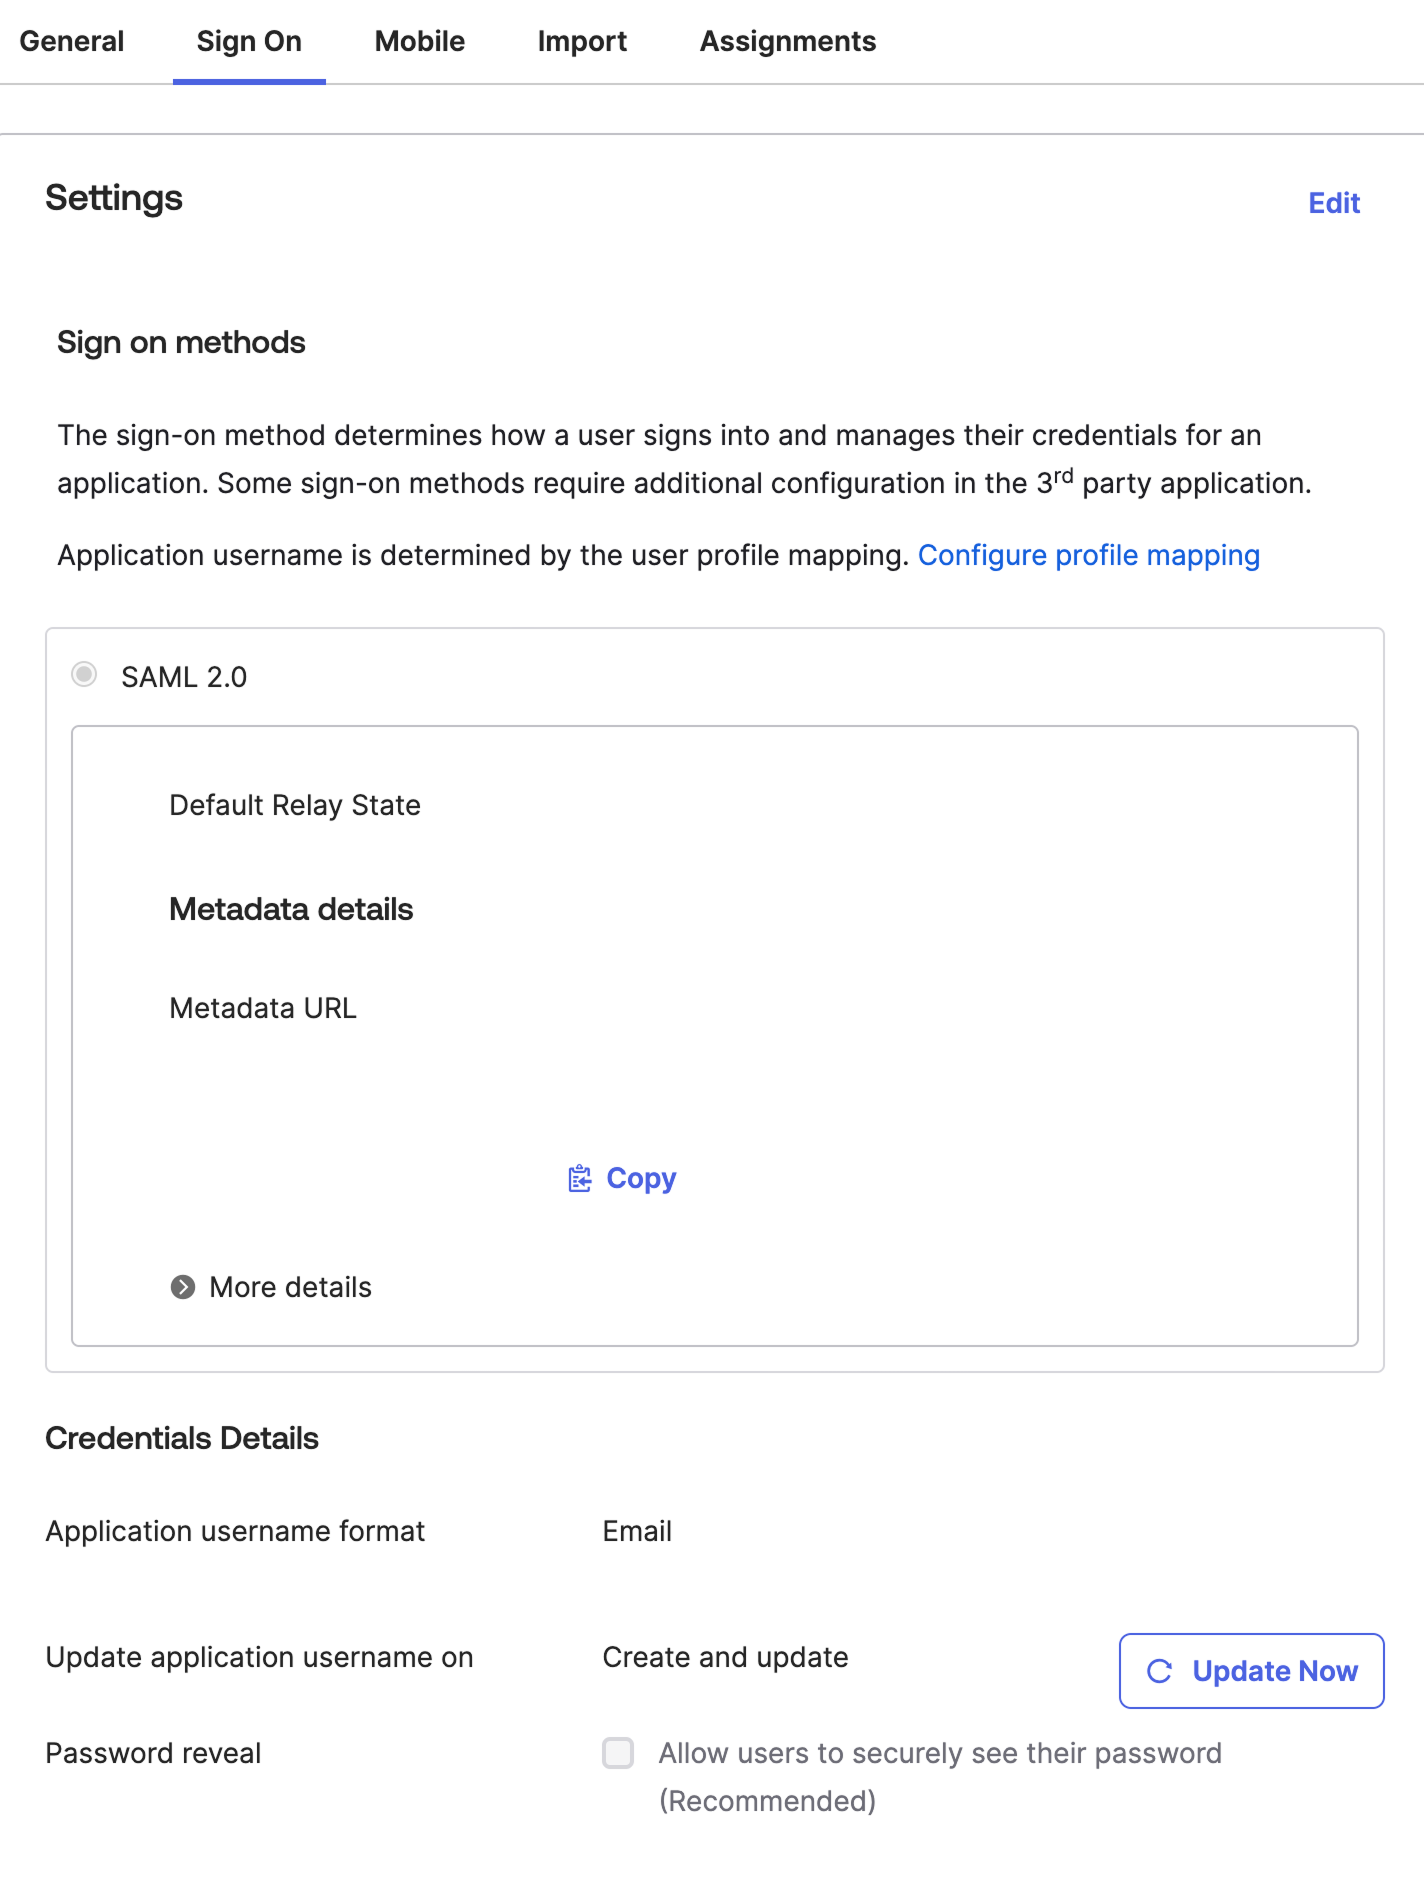 General
Sign On
Mobile
Import
Assignments
Settings
Edit
Sign on methods
The sign-on method determines how a user signs into and manages their credentials for an
application. Some sign-on methods require additional configuration in the 3rd party application.
Application username is determined by the user profile mapping. Configure profile mapping
SAML 2.0
Default Relay State
Metadata details
Metadata URL
Copy
More details
Credentials Details
Application username format
Email
Update application username on
Create and update
Update Now
Password reveal
Allow users to securely see their password
(Recommended)